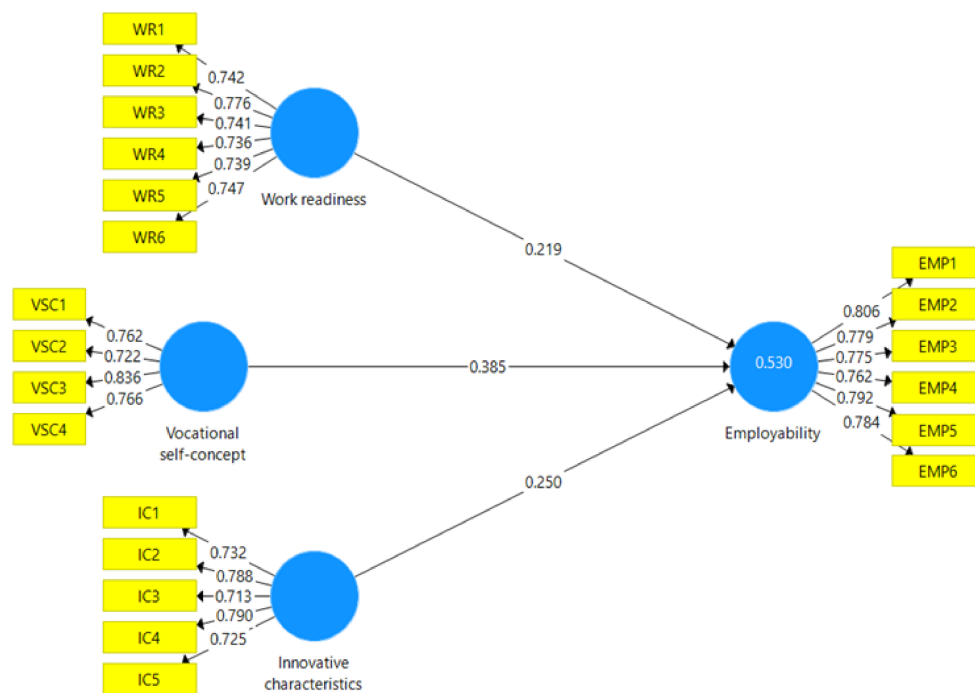 WR1
0.742
WR2
0.776
WR3
0.741
WR4
0.736
WR5
0.739
WR6
0.747
Work readiness
0.219
VSC1
0.762
VSC2
0.722
VSC3
0.836
VSC4
0.766
Vocational
self-concept
0.385
IC1
0.732
IC2
0.788
IC3
0.713
IC4
0.790
IC5
0.725
Innovative
characteristics
0.250
0.530
Employability
EMP1
0.806
EMP2
0.779
EMP3
0.775
EMP4
0.762
EMP5
0.792
EMP6
0.784